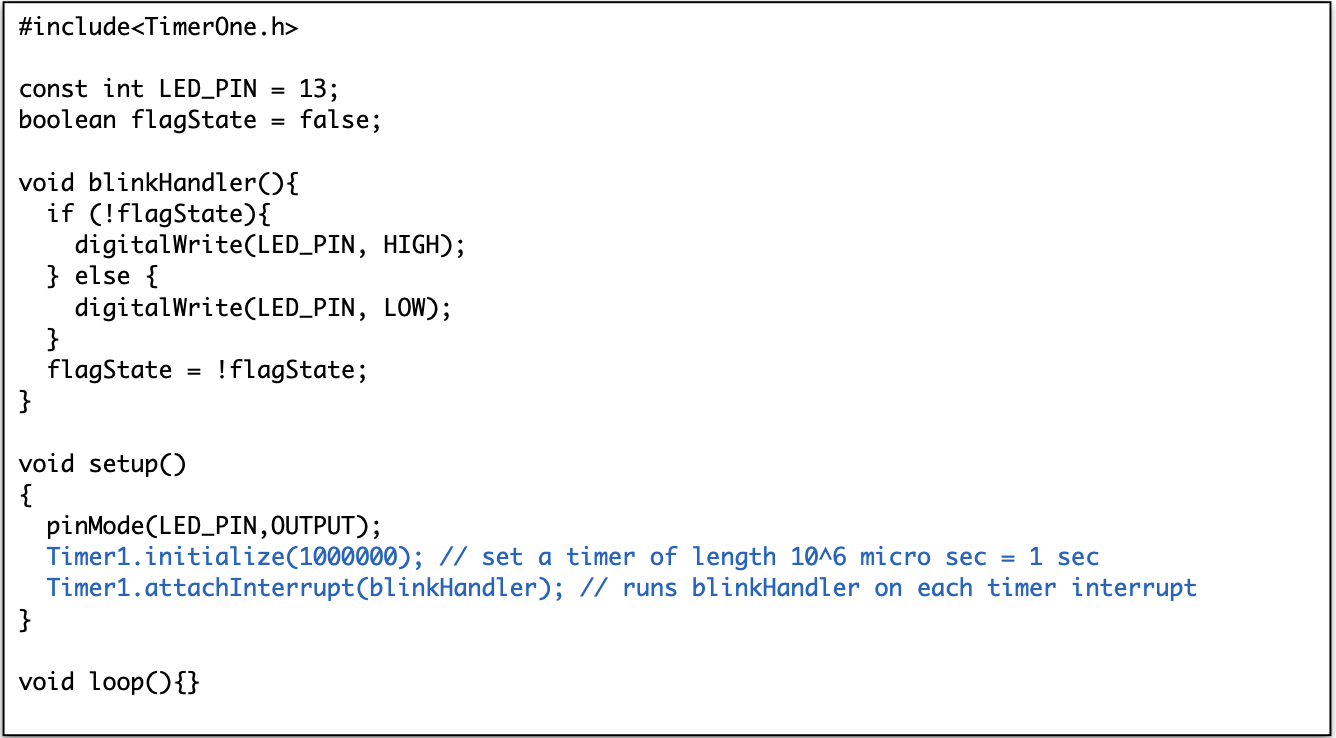 #include<TimerOne.h>
const int LED_PIN = 13;
boolean flagState = false;
void blinkHandler(){
  if (!flagState){
    digitalWrite(LED_PIN, HIGH);
  } else {
    digitalWrite(LED_PIN, LOW);
  }
  flagState = !flagState;
}
void setup()
{
  pinMode(LED_PIN,OUTPUT);
  Timer1.initialize(1000000); // set a timer of length 10^6 micro sec = 1 sec
  Timer1.attachInterrupt(blinkHandler); // runs blinkHandler on each timer interrupt
}
void loop(){}